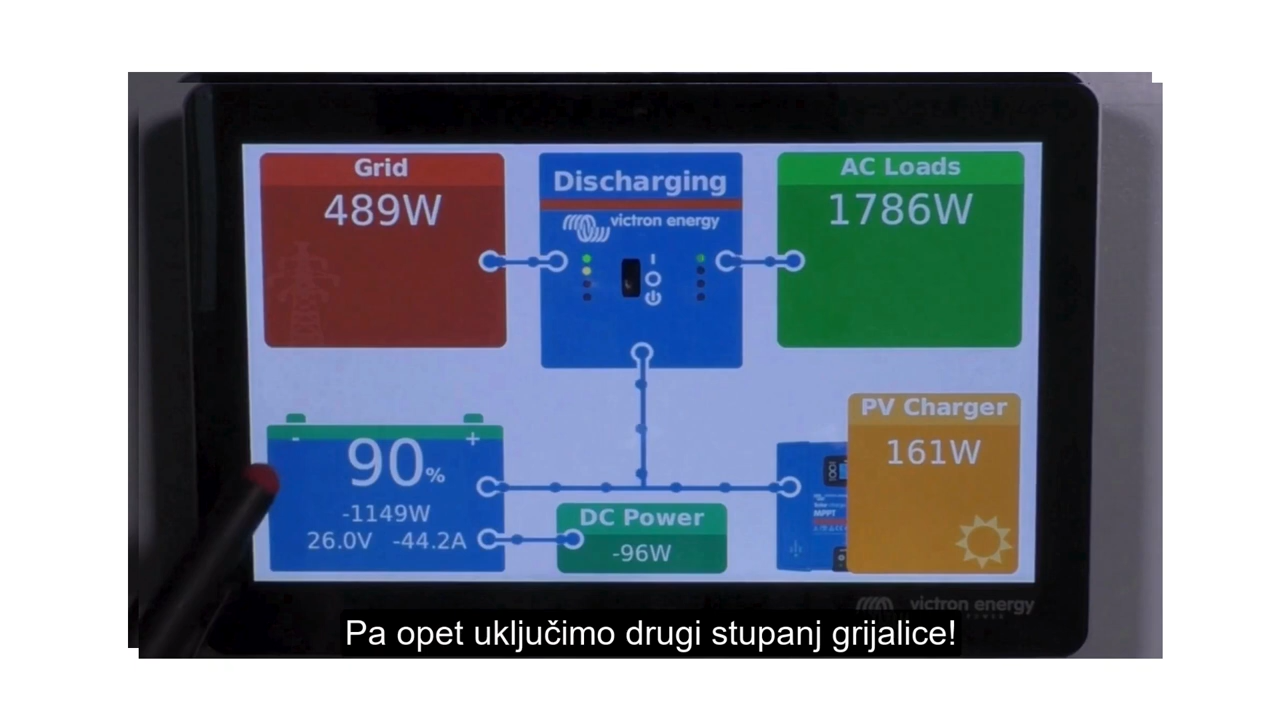 Grid
489W
Discharging
victron energy
AC Loads
1786W
PV Charger
161W
- +
90%
-1149W
26.0V -44.2A
DC Power
-96W
MPPT
victron energy
Pa opet uključimo drugi stupanj grijalice!